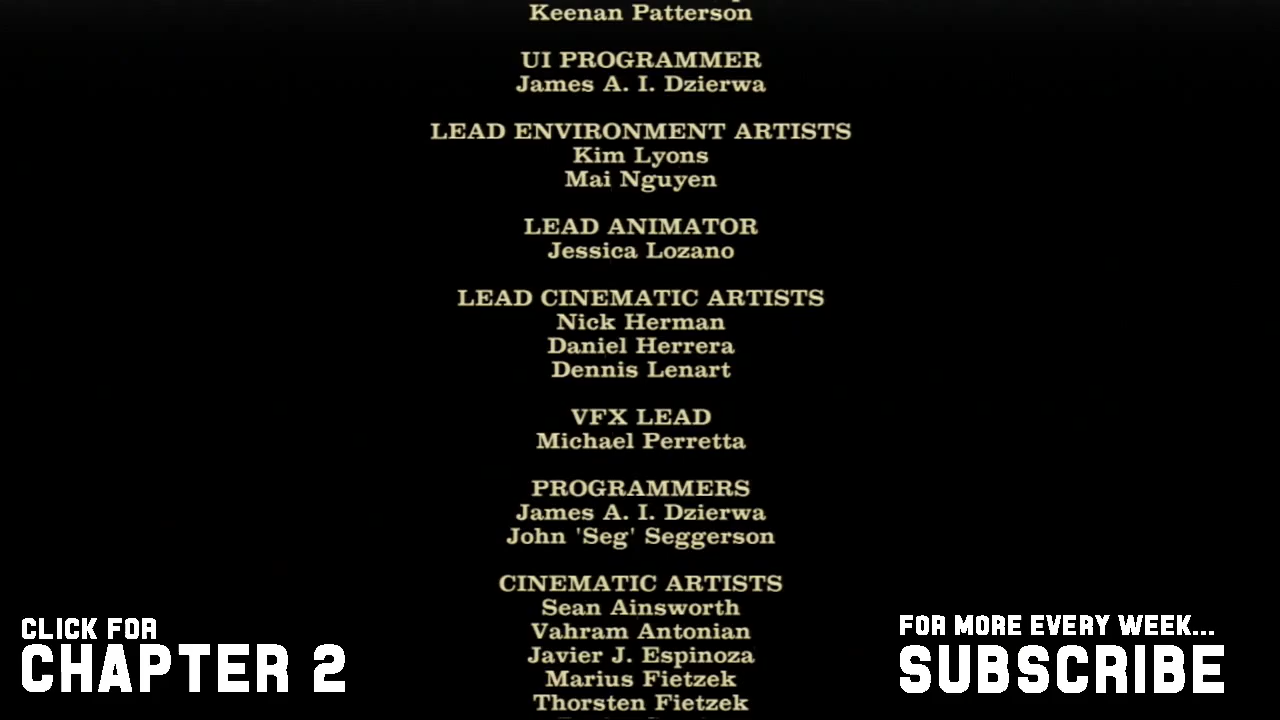 Keenan Patterson
UI PROGRAMMER
James A. I. Dzierwa
LEAD ENVIRONMENT ARTISTS
Kim Lyons
Mai Nguyen
LEAD ANIMATOR
Jessica Lozano
LEAD CINEMATIC ARTISTS
Nick Herman
Daniel Herrera
Dennis Lenart
VFX LEAD
Michael Perretta
PROGRAMMERS
James A. I. Dzierwa
John 'Seg' Seggerson
CINEMATIC ARTISTS
Sean Ainsworth
Vahram Antonian
Javier J. Espinoza
Marius Fietzek
Thorsten Fietzek
CLICK FOR
CHAPTER 2
FOR MORE EVERY WEEK...
SUBSCRIBE